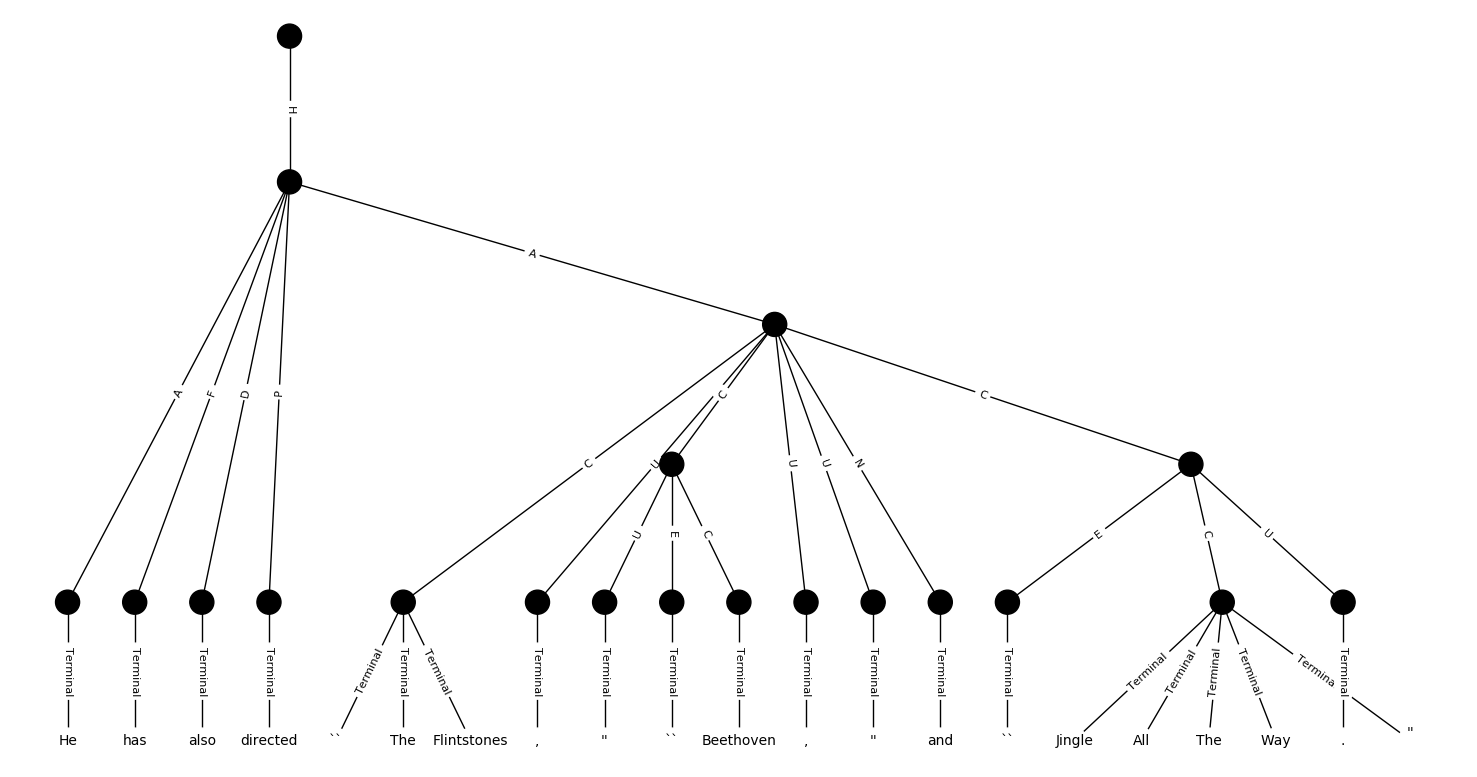 H
A
A
F
D
P
C
C
C
U
U
U
N
U
E
C
E
C
U
Terminal Terminal Terminal Terminal Terminal Terminal Terminal Terminal Terminal Terminal Terminal Terminal Terminal Terminal Terminal Terminal Terminal Terminal Terminal Termina Terminal
He has also directed `` The Flintstones , " `` Beethoven , " and `` Jingle All The Way . "